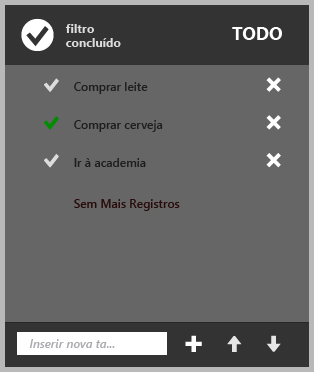 filtro
concluído
TODO
Comprar leite
Comprar cerveja
Ir à academia
Sem Mais Registros
Inserir nova ta...